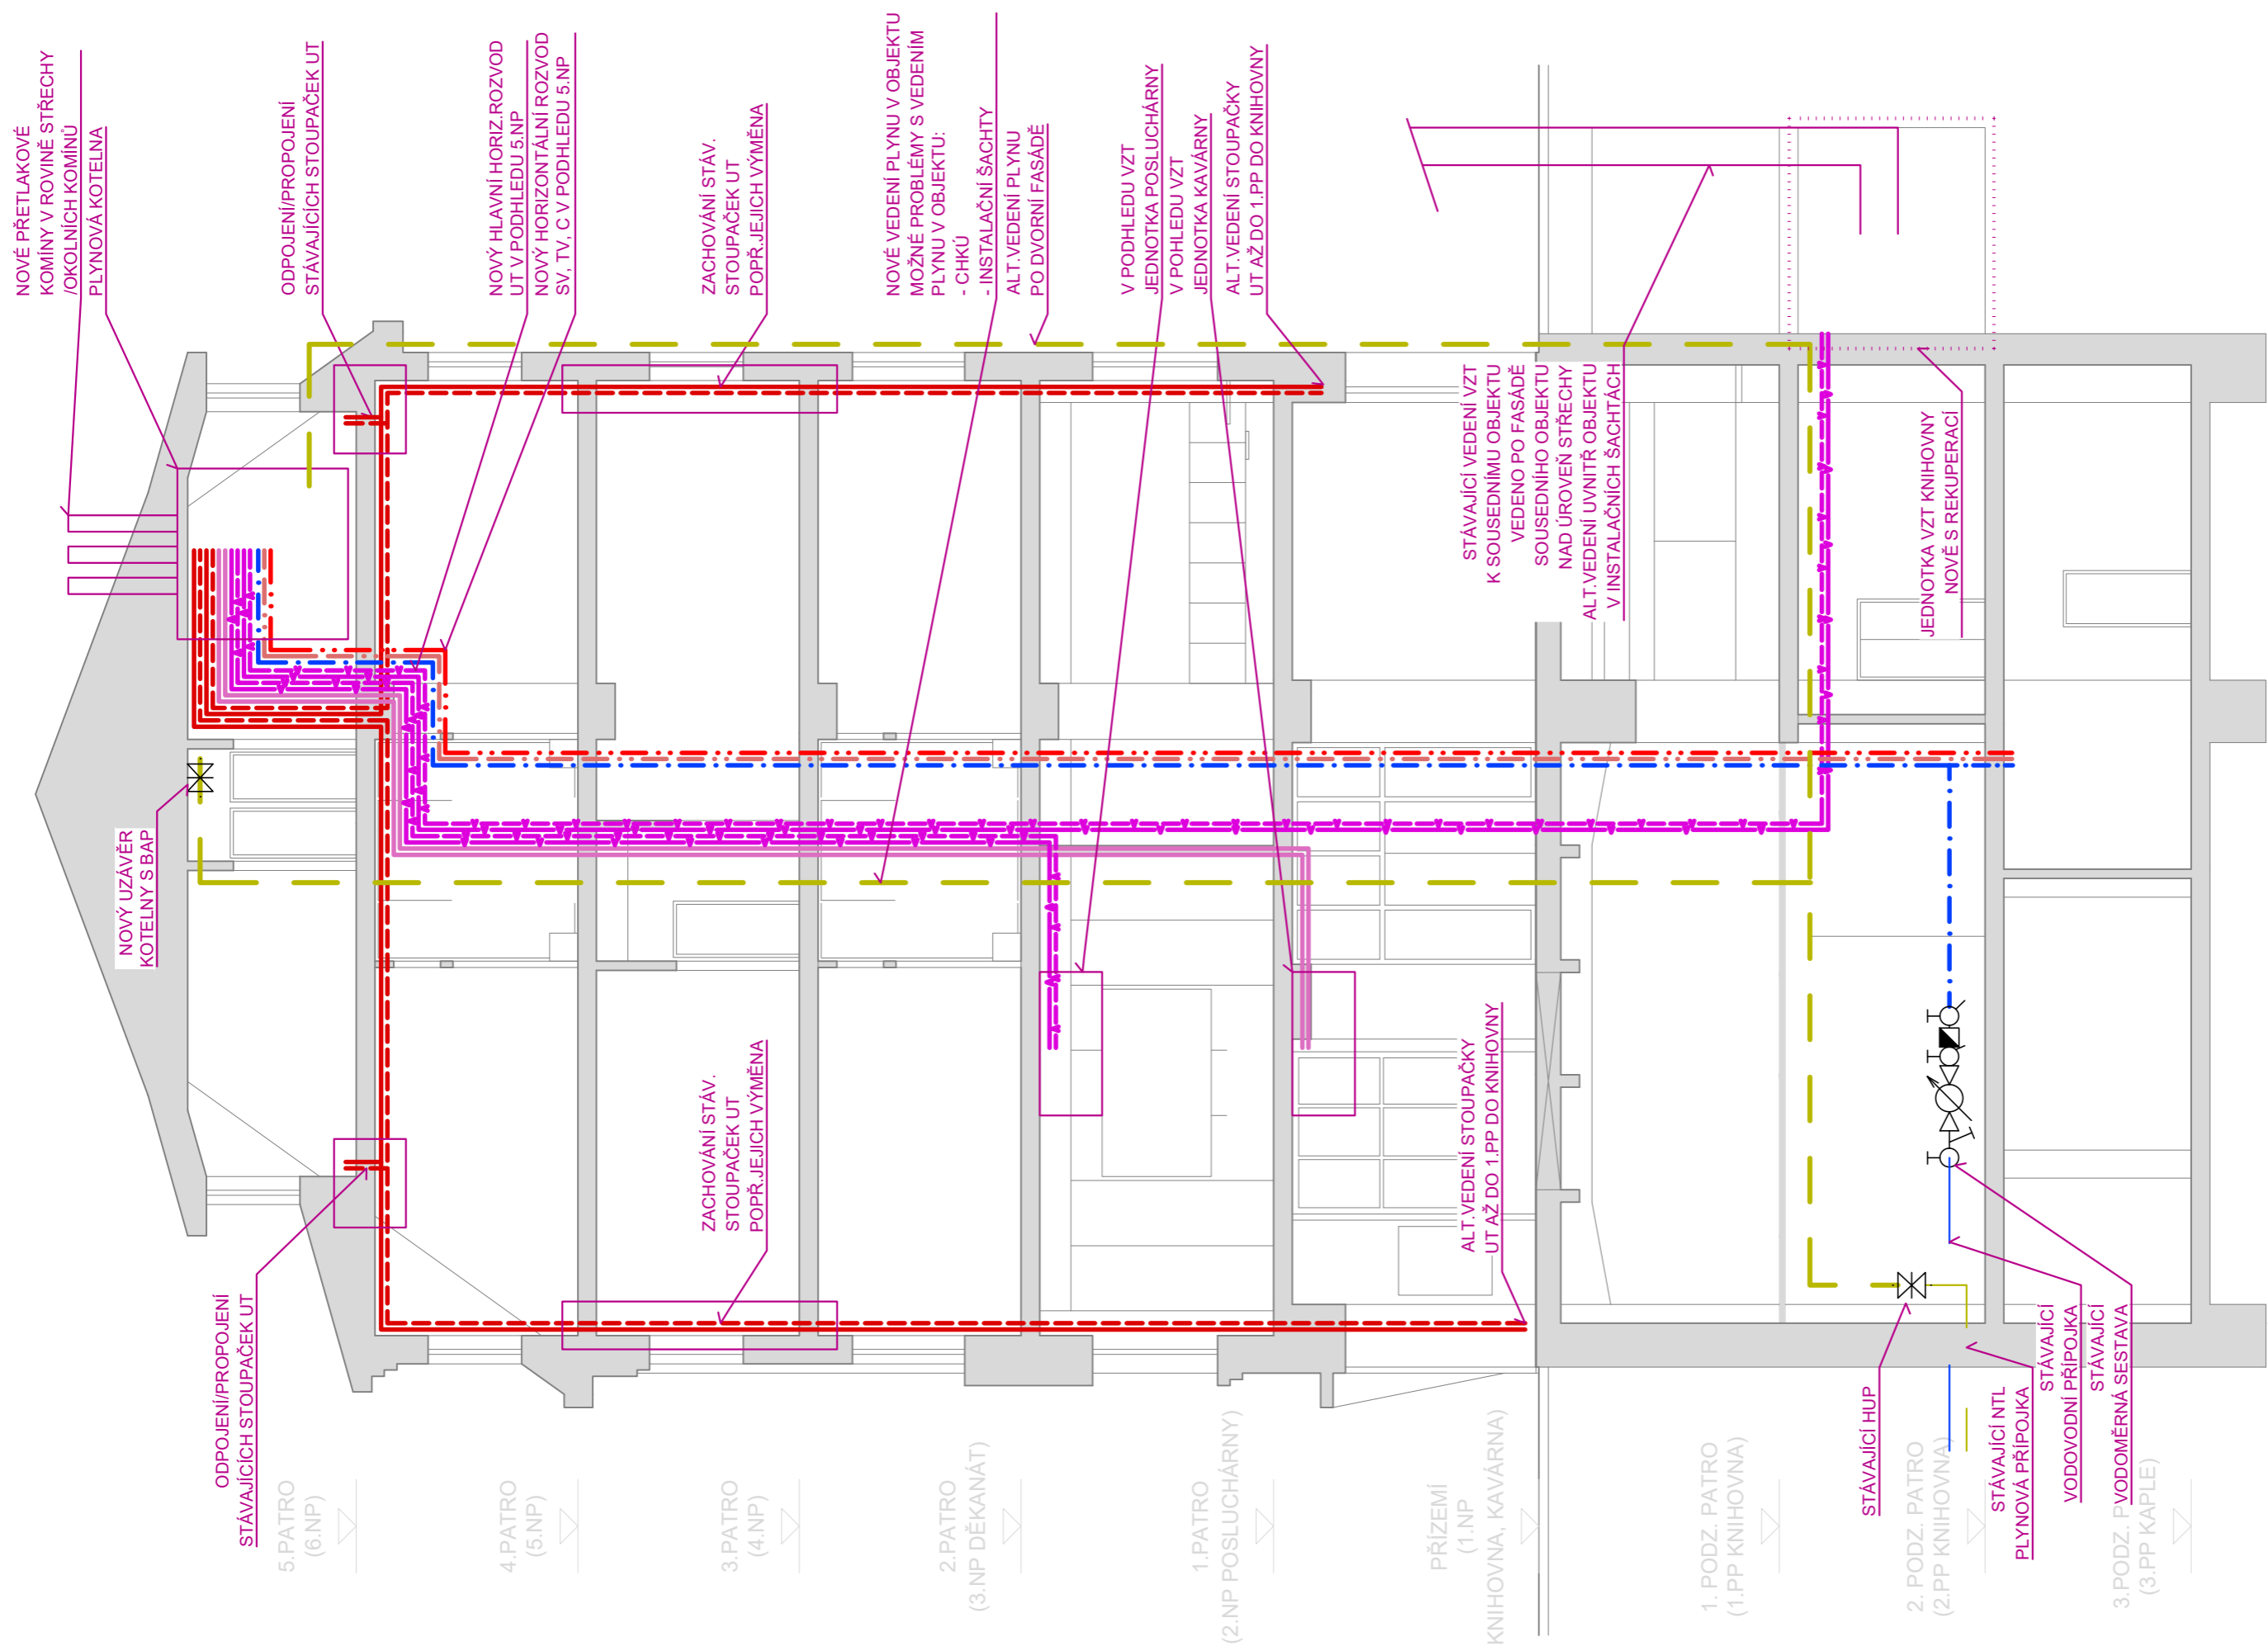 NOVÉ PŘETLAKOVÉ
KOMÍNY V ROVINĚ STŘECHY
/OKOLNÍCH KOMÍNŮ
PLYNOVÁ KOTELNA
ODPOJENÍ/PROPOJENÍ
STÁVAJÍCÍCH STOUPAČEK UT
NOVÝ HLAVNÍ HORIZ.ROZVOD
UT V PODHLEDU 5.NP
NOVÝ HORIZONTÁLNÍ ROZVOD
SV, TV, C V PODHLEDU 5.NP
ZACHOVÁNÍ STÁV.
STOUPAČEK UT
POPŘ.JEJICH VÝMĚNA
NOVÉ VEDENÍ PLYNU V OBJEKTU
MOŽNÉ PROBLÉMY S VEDENÍM
PLYNU V OBJEKTU:
- CHKÚ
- INSTALAČNÍ ŠACHTY
ALT.VEDENÍ PLYNU
PO DVORNÍ FASÁDĚ
V PODHLEDU VZT
JEDNOTKA POSLUCHÁRNY
V POHLEDU VZT
JEDNOTKA KAVÁRNY
ALT.VEDENÍ STOUPAČKY
UT AŽ DO 1.PP DO KNIHOVNY
STÁVAJÍCÍ VEDENÍ VZT
K SOUSEDNÍMU OBJEKTU
VEDENO PO FASÁDĚ
SOUSEDNÍHO OBJEKTU
NAD ÚROVEŇ STŘECHY
ALT.VEDENÍ UVNITŘ OBJEKTU
V INSTALAČNÍCH ŠACHTÁCH
JEDNOTKA VZT KNIHOVNY
NOVĚ S REKUPERACÍ
NOVÝ UZÁVĚR
KOTELNY S BAP
ZACHOVÁNÍ STÁV.
STOUPAČEK UT
POPŘ.JEJICH VÝMĚNA
ALT.VEDENÍ STOUPAČKY
UT AŽ DO 1.PP DO KNIHOVNY
ODPOJENÍ/PROPOJENÍ
STÁVAJÍCÍCH STOUPAČEK UT
STÁVAJÍCÍ HUP
STÁVAJÍCÍ NTL
PLYNOVÁ PŘÍPOJKA
STÁVAJÍCÍ
VODOVODNÍ PŘÍPOJKA
STÁVAJÍCÍ
VODOMĚRNÁ SESTAVA
5.PATRO
(6.NP)
4.PATRO
(5.NP)
3.PATRO
(4.NP)
2.PATRO
(3.NP DĚKANÁT)
1.PATRO
(2.NP POSLUCHÁRNY)
PŘÍZEMÍ
(1.NP
KNIHOVNA, KAVÁRNA)
1. PODZ. PATRO
(1.PP KNIHOVNA)
2. PODZ. PATRO
(2.PP KNIHOVNA)
3.PODZ. P
(3.PP KAPLE)